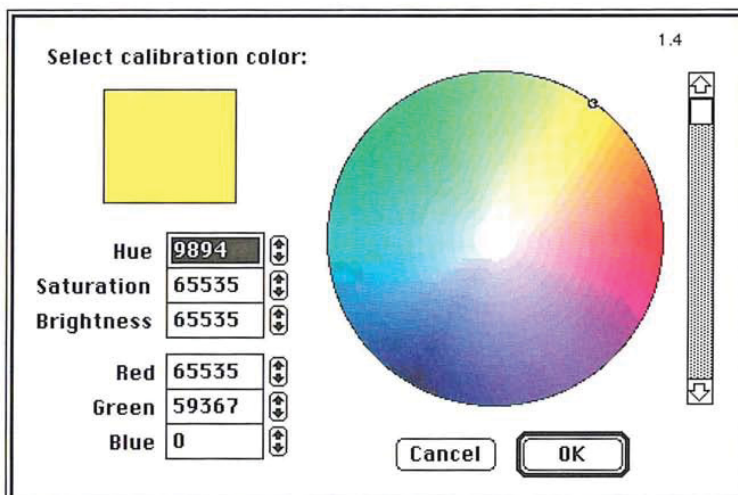 1.4
Select calibration color:
Hue 9894
Saturation 65535
Brightness 65535
Red 65535
Green 59367
Blue 0
Cancel OK